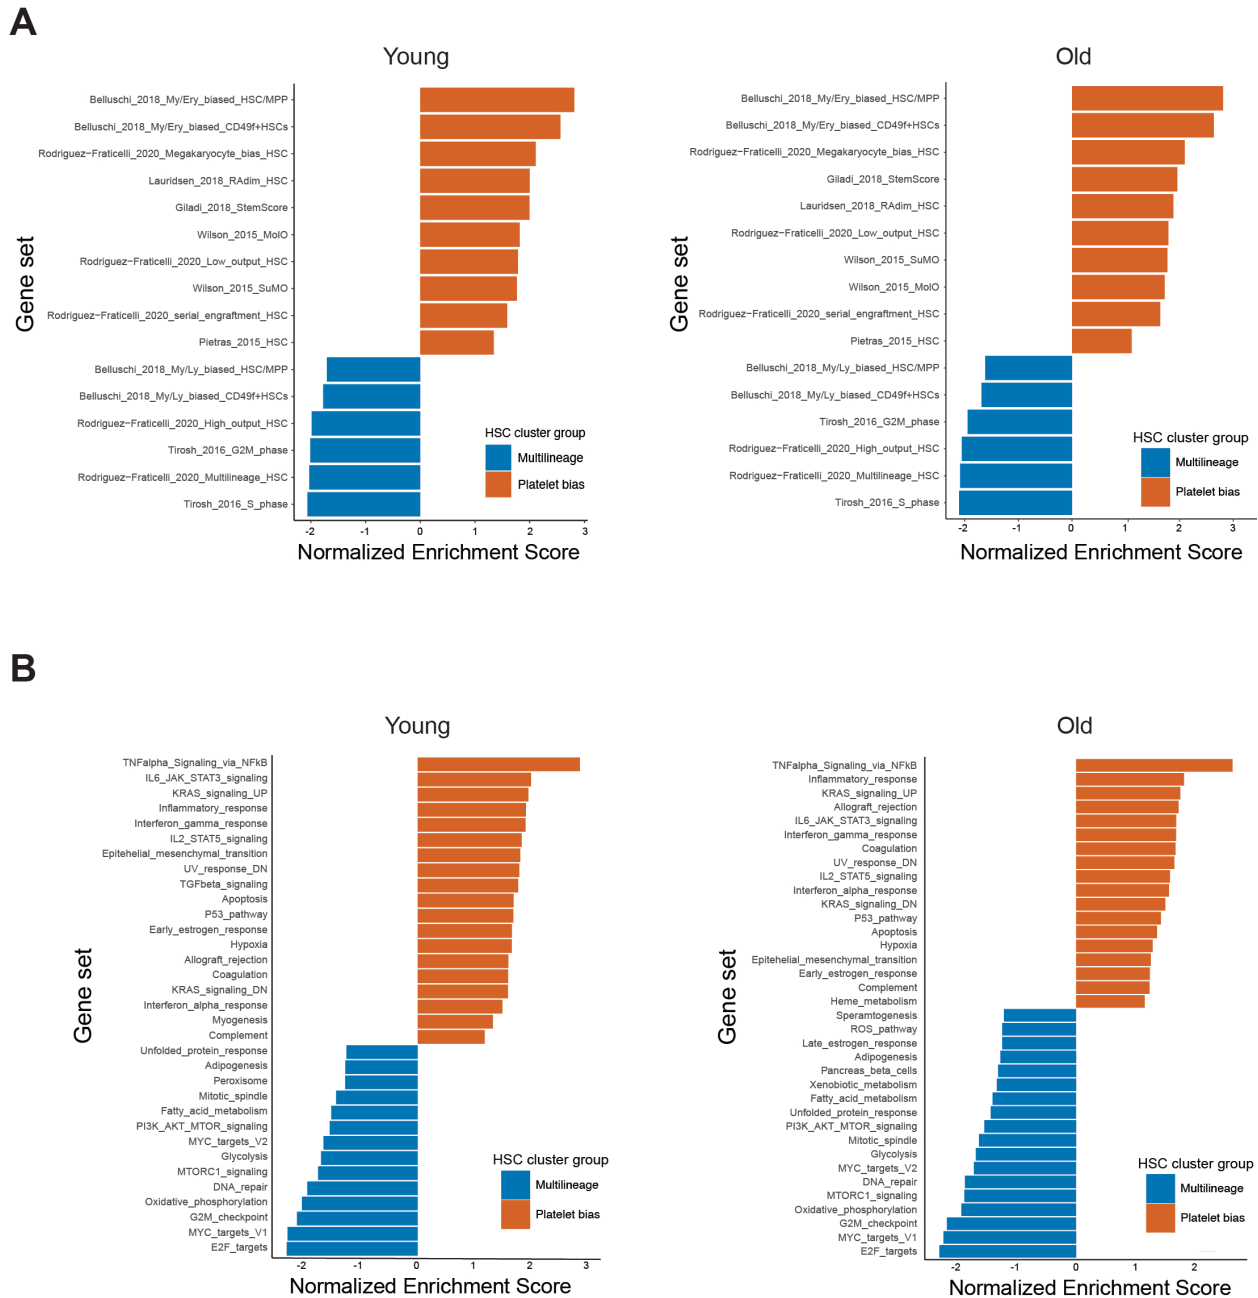 A
Young
Belluschi_2018_My/Ery_biased_HSC/MPP
Belluschi_2018_My/Ery_biased_CD49f+HSCs
Rodriguez-Fraticelli_2020_Megakaryocyte_bias_HSC
Lauridsen_2018_RAdim_HSC
Giladi_2018_StemScore
Wilson_2015_MolO
Rodriguez-Fraticelli_2020_Low_output_HSC
Wilson_2015_SuMO
Rodriguez-Fraticelli_2020_serial_engraftment_HSC
Pietras_2015_HSC
Belluschi_2018_My/Ly_biased_HSC/MPP
Belluschi_2018_My/Ly_biased_CD49f+HSCs
Rodriguez-Fraticelli_2020_High_output_HSC
Tirosh_2016_G2M_phase
Rodriguez-Fraticelli_2020_Multilineage_HSC
Tirosh_2016_S_phase
Gene set
HSC cluster group
Multilineage
Platelet bias
-2 -1 0 1 2 3
Normalized Enrichment Score
Old
Belluschi_2018_My/Ery_biased_HSC/MPP
Belluschi_2018_My/Ery_biased_CD49f+HSCs
Rodriguez-Fraticelli_2020_Megakaryocyte_bias_HSC
Giladi_2018_StemScore
Lauridsen_2018_RAdim_HSC
Rodriguez-Fraticelli_2020_Low_output_HSC
Wilson_2015_SuMO
Wilson_2015_MolO
Rodriguez-Fraticelli_2020_serial_engraftment_HSC
Pietras_2015_HSC
Belluschi_2018_My/Ly_biased_HSC/MPP
Belluschi_2018_My/Ly_biased_CD49f+HSCs
Tirosh_2016_G2M_phase
Rodriguez-Fraticelli_2020_High_output_HSC
Rodriguez-Fraticelli_2020_Multilineage_HSC
Tirosh_2016_S_phase
Gene set
HSC cluster group
Multilineage
Platelet bias
-2 -1 0 1 2 3
Normalized Enrichment Score
B
Young
TNFalpha_Signaling_via_NFkB
IL6_JAK_STAT3_signaling
KRAS_signaling_UP
Inflammatory_response
Interferon_gamma_response
IL2_STAT5_signaling
Epitehelial_mesenchymal_transition
UV_response_DN
TGFbeta_signaling
Apoptosis
P53_pathway
Early_estrogen_response
Hypoxia
Allograft_rejection
Coagulation
KRAS_signaling_DN
Interferon_alpha_response
Myogenesis
Complement
Unfolded_protein_response
Adipogenesis
Peroxisome
Mitotic_spindle
Fatty_acid_metabolism
PI3K_AKT_MTOR_signaling
MYC_targets_V2
Glycolysis
MTORC1_signaling
DNA_repair
Oxidative_phosphorylation
G2M_checkpoint
MYC_targets_V1
E2F_targets
Gene set
HSC cluster group
Multilineage
Platelet bias
-2 -1 0 1 2 3
Normalized Enrichment Score
Old
TNFalpha_Signaling_via_NFkB
Inflammatory_response
KRAS_signaling_UP
Allograft_rejection
IL6_JAK_STAT3_signaling
Interferon_gamma_response
Coagulation
UV_response_DN
IL2_STAT5_signaling
Interferon_alpha_response
KRAS_signaling_DN
P53_pathway
Apoptosis
Hypoxia
Epitehelial_mesenchymal_transition
Early_estrogen_response
Complement
Heme_metabolism
Speramtogenesis
ROS_pathway
Late_estrogen_response
Adipogenesis
Pancreas_beta_cells
Xenobiotic_metabolism
Fatty_acid_metabolism
Unfolded_protein_response
PI3K_AKT_MTOR_signaling
Mitotic_spindle
Glycolysis
MYC_targets_V2
DNA_repair
MTORC1_signaling
Oxidative_phosphorylation
G2M_checkpoint
MYC_targets_V1
E2F_targets
Gene set
HSC cluster group
Multilineage
Platelet bias
-2 -1 0 1 2
Normalized Enrichment Score